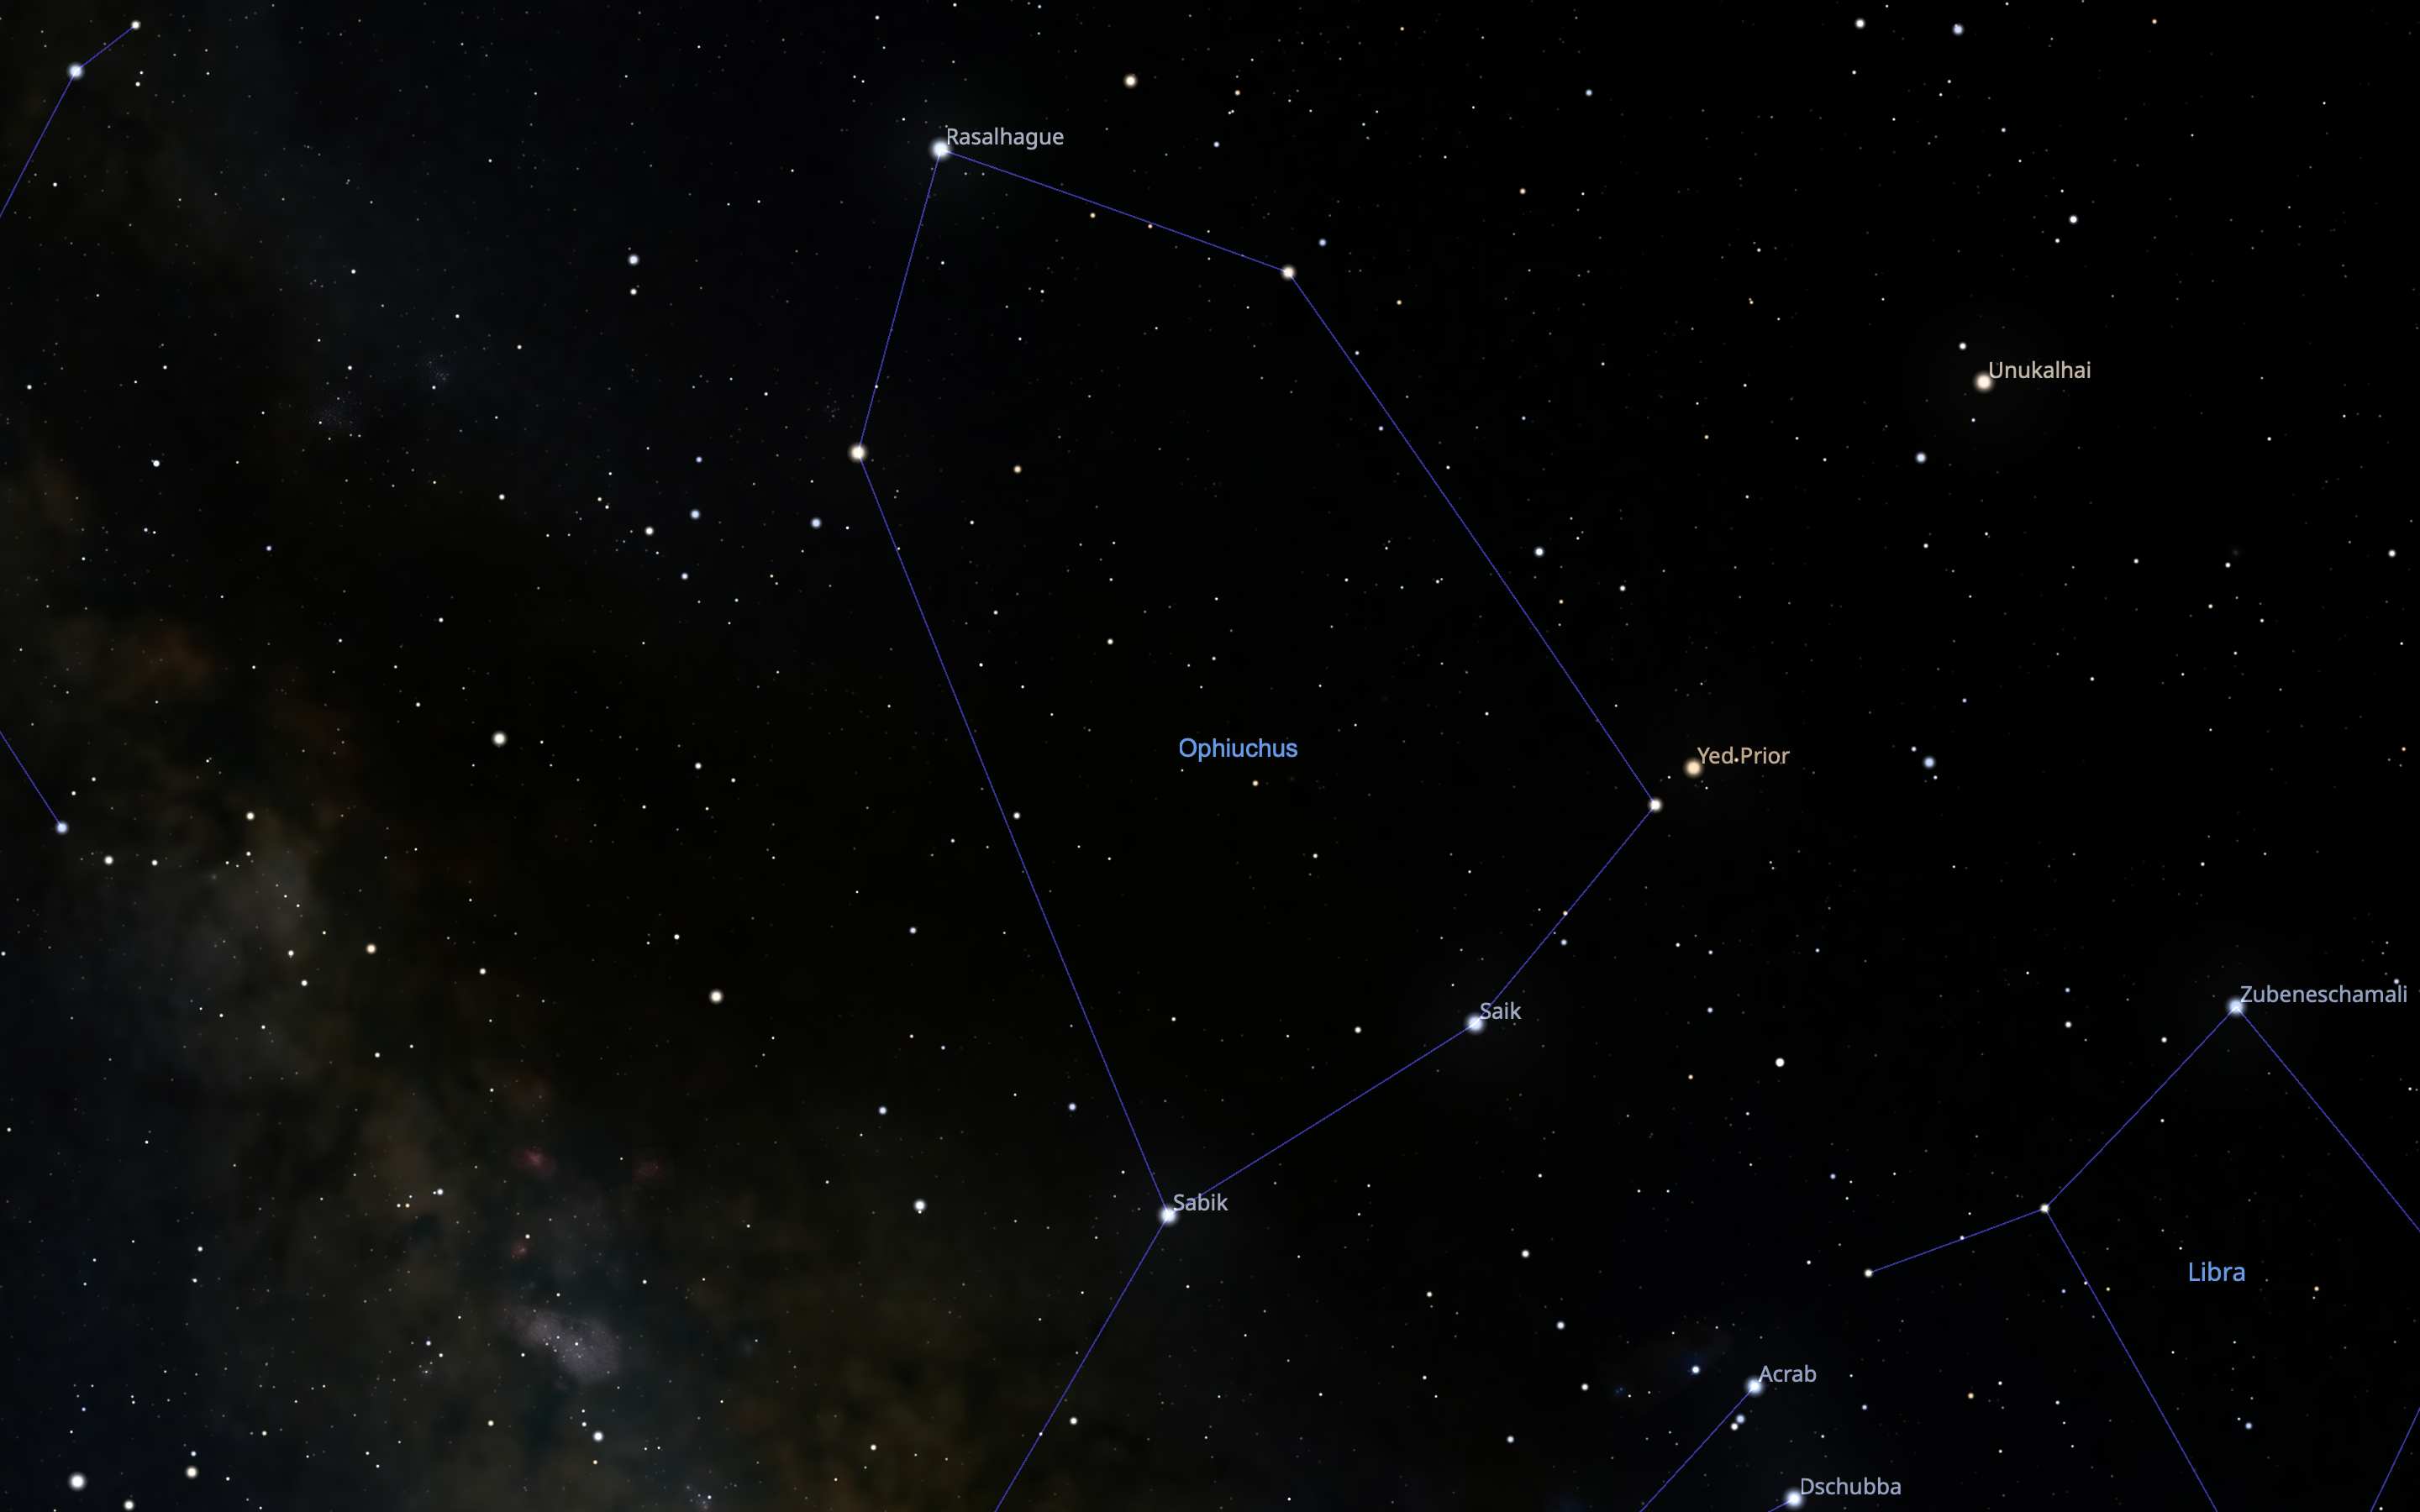 Rasalhague
Unukalhai
Ophiuchus
Yed Prior
Zubeneschamali
Saik
Sabik
Libra
Acrab
Dschubba